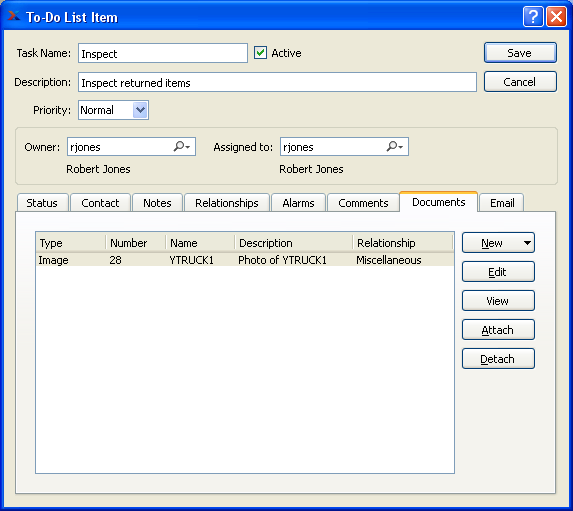 To-Do List Item
Task Name: Inspect Active Save
Description: Inspect returned items Cancel
Priority: Normal
Owner: rjones Assigned to: rjones
Robert Jones Robert Jones
Status Contact Notes Relationships Alarms Comments Documents Email
Type Number Name Description Relationship New
Image 28 YTRUCK1 Photo of YTRUCK1 Miscellaneous
Edit
View
Attach
Detach